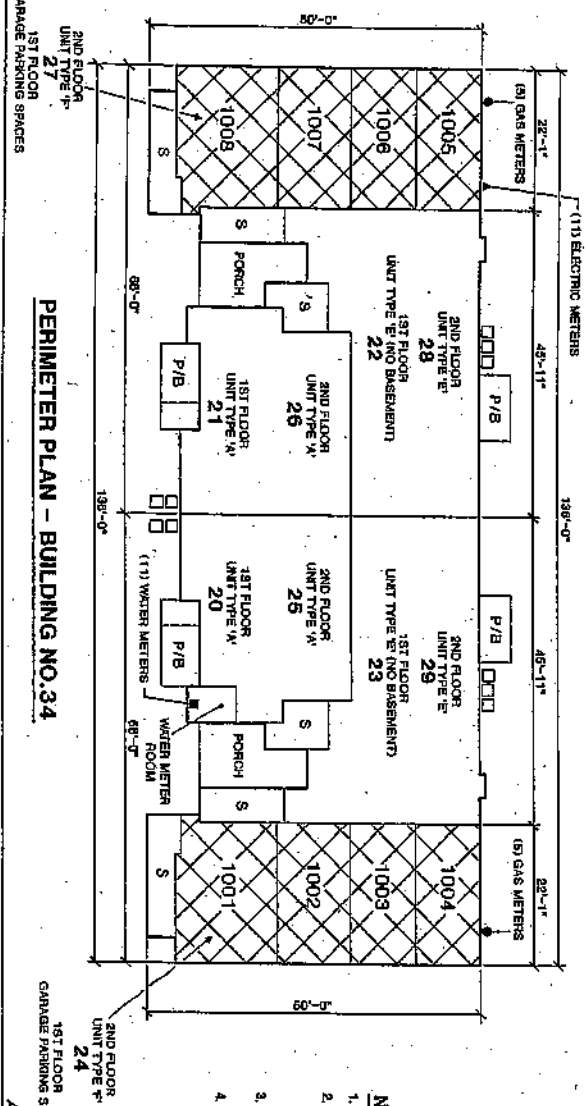 136'-0"
22'-1"
45'-11"
45'-11"
22'-1"
(11) ELECTRIC METERS
(5) GAS METERS
(5) GAS METERS
P/B
P/B
1005
1006
1007
1008
2ND FLOOR
UNIT TYPE 'E'
28
1ST FLOOR
UNIT TYPE 'E' (NO BASEMENT)
22
2ND FLOOR
UNIT TYPE 'E'
29
1ST FLOOR
UNIT TYPE 'E' (NO BASEMENT)
23
1004
1003
1002
1001
S
PORCH
'S
2ND FLOOR
UNIT TYPE 'A'
26
1ST FLOOR
UNIT TYPE 'A'
21
2ND FLOOR
UNIT TYPE 'A'
25
1ST FLOOR
UNIT TYPE 'A'
20
S
PORCH
S
S
P/B
P/B
S
(11) WATER METERS
WATER METER
ROOM
68'-0"
136'-0"
60'-0"
2ND FLOOR
UNIT TYPE 'F'
27
1ST FLOOR
GARAGE PARKING SPACES
2ND FLOOR
UNIT TYPE 'F'
24
1ST FLOOR
GARAGE PARKING S
PERIMETER PLAN - BUILDING NO.34
N
1.
2.
3.
4.